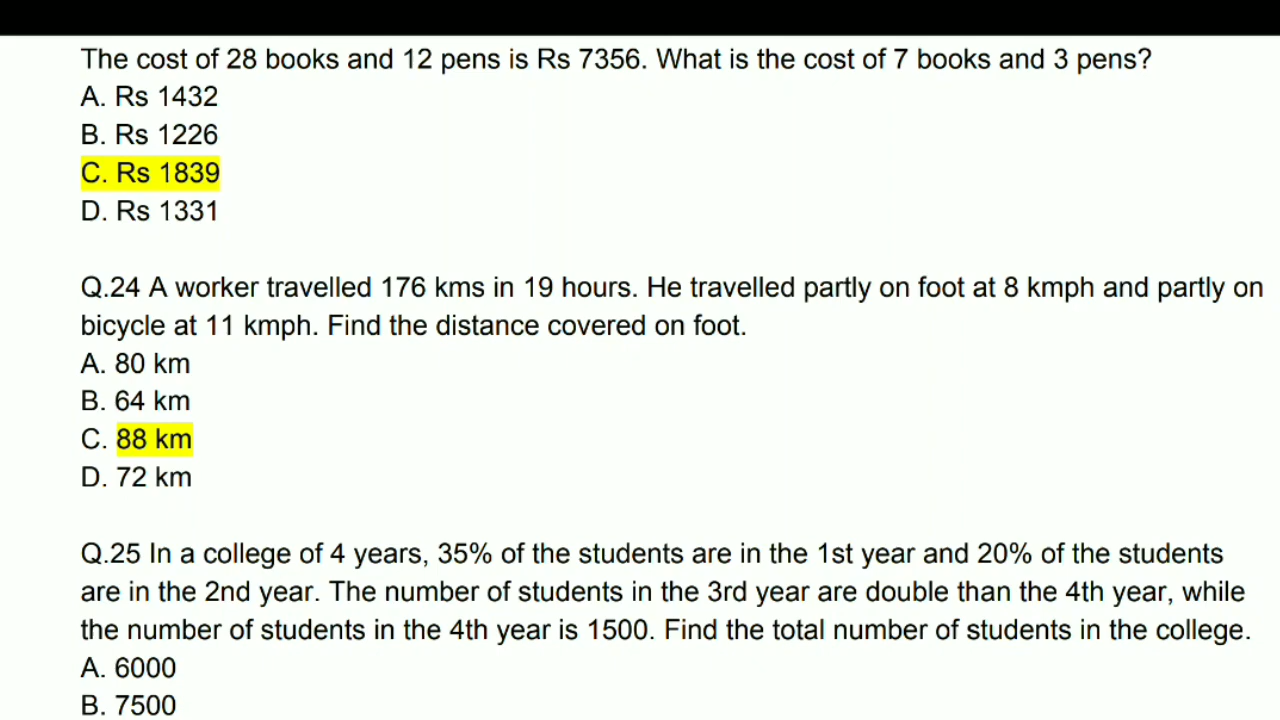 The cost of 28 books and 12 pens is Rs 7356. What is the cost of 7 books and 3 pens?
A. Rs 1432
B. Rs 1226
C. Rs 1839
D. Rs 1331
Q.24 A worker travelled 176 kms in 19 hours. He travelled partly on foot at 8 kmph and partly on
bicycle at 11 kmph. Find the distance covered on foot.
A. 80 km
B. 64 km
C. 88 km
D. 72 km
Q.25 In a college of 4 years, 35% of the students are in the 1st year and 20% of the students
are in the 2nd year. The number of students in the 3rd year are double than the 4th year, while
the number of students in the 4th year is 1500. Find the total number of students in the college.
A. 6000
B. 7500